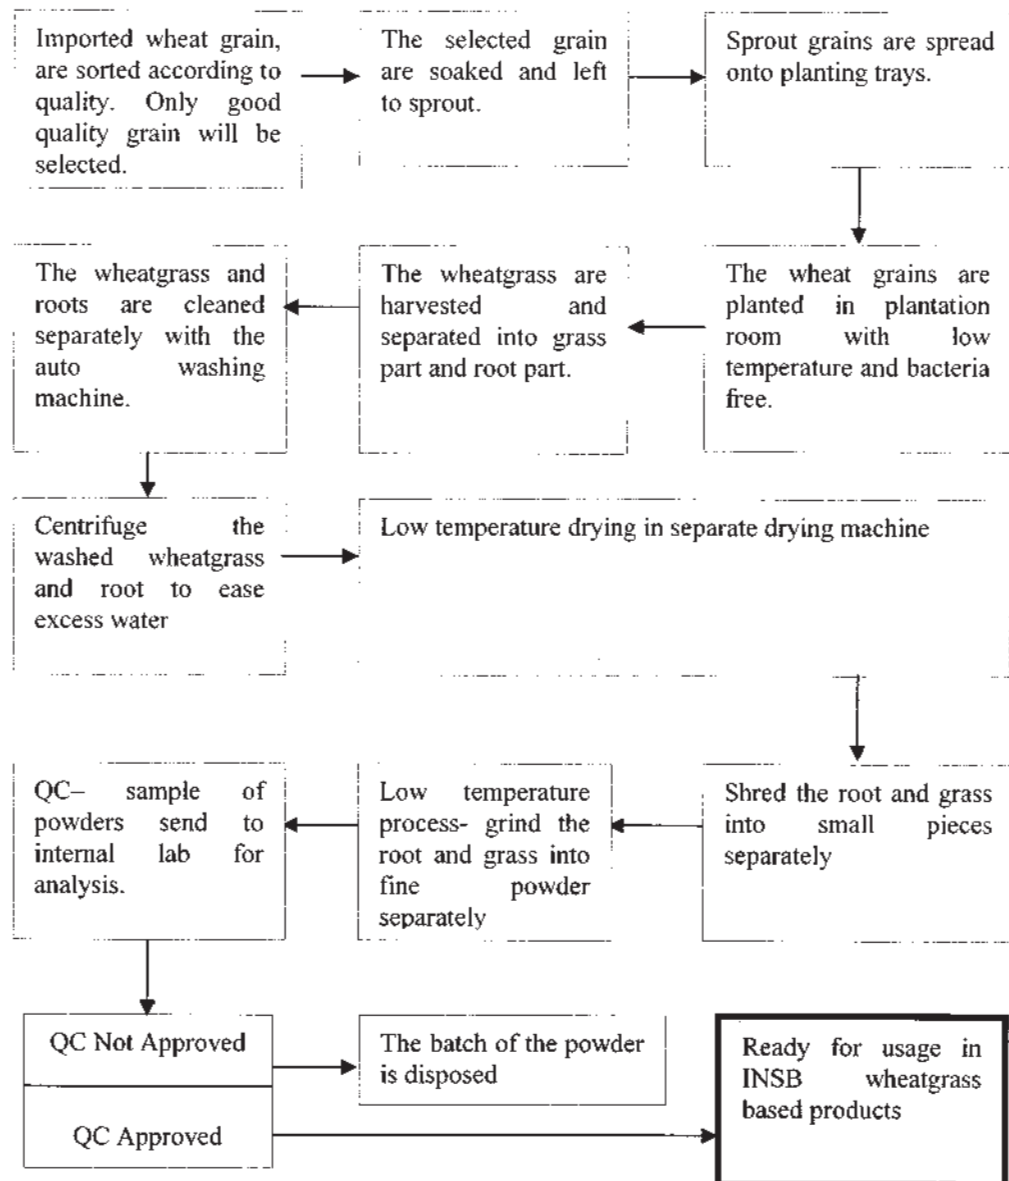 Imported wheat grain,
are sorted according to
quality. Only good
quality grain will be
selected.
The selected grain
are soaked and left
to sprout.
Sprout grains are spread
onto planting trays.
The wheat grains are
planted in plantation
room with low
temperature and bacteria
free.
The wheatgrass are
harvested and
separated into grass
part and root part.
The wheatgrass and
roots are cleaned
separately with the
auto washing
machine.
Centrifuge the
washed wheatgrass
and root to ease
excess water
Low temperature drying in separate drying machine
Shred the root and grass
into small pieces
separately
Low temperature
process- grind the
root and grass into
fine powder
separately
QC– sample of
powders send to
internal lab for
analysis.
QC Not Approved
The batch of the powder
is disposed
QC Approved
Ready for usage in
INSB wheatgrass
based products